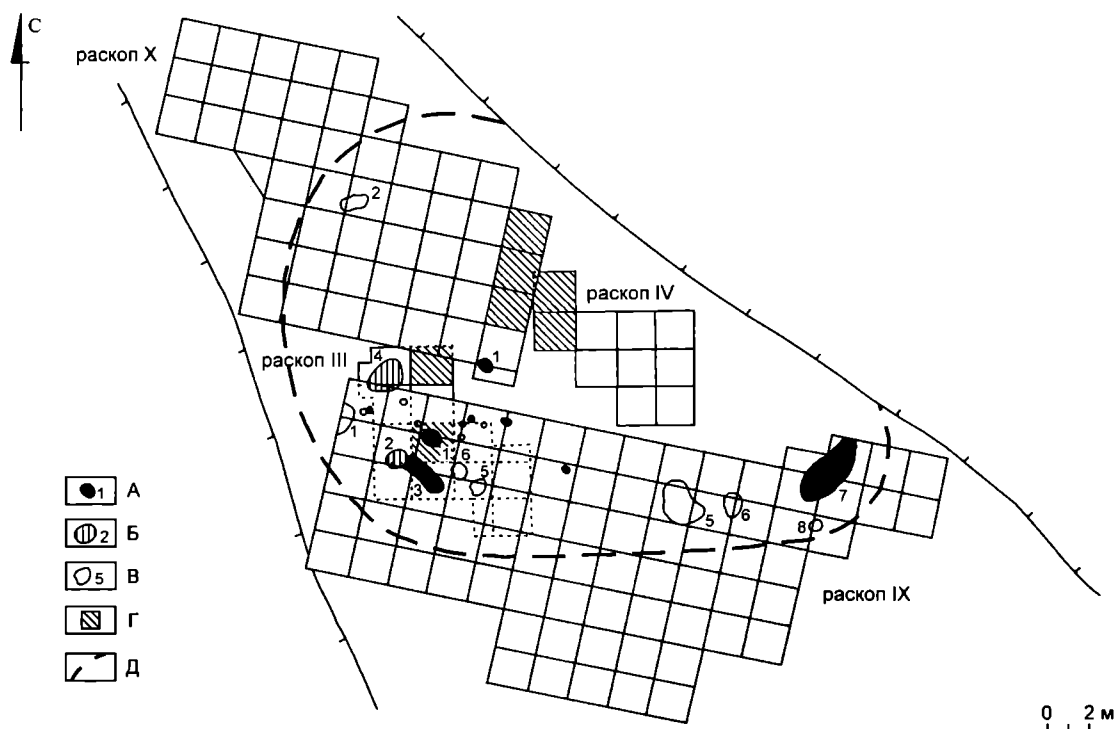 С
раскоп X
2
раскоп IV
раскоп III
4
1
1
2
1
6
3
5
5
6
7
8
раскоп IX
1 А
2 Б
5 В
Г
Д
0 2 м